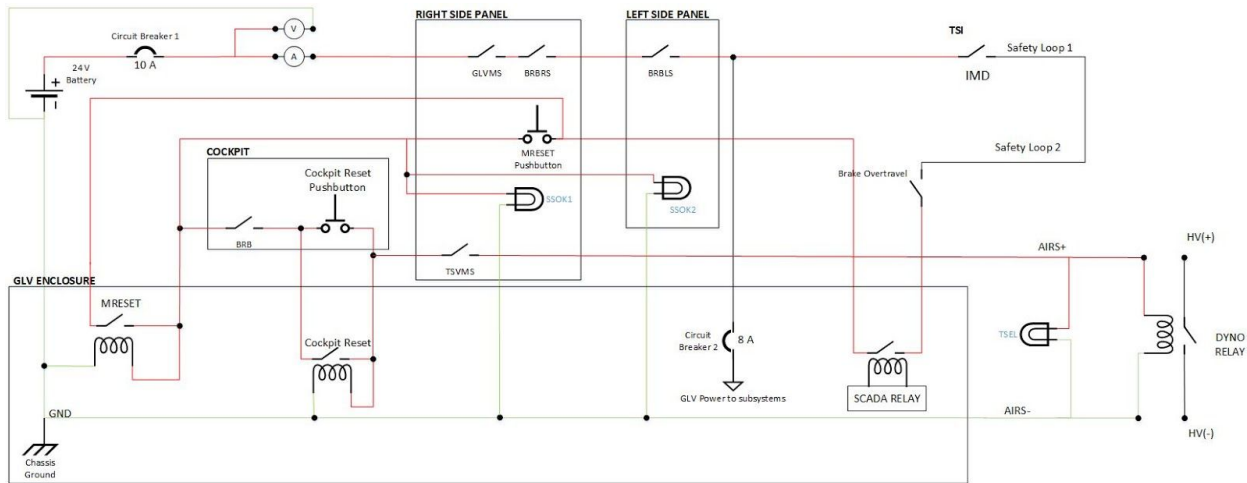 RIGHT SIDE PANEL
LEFT SIDE PANEL
Circuit Breaker 1
10 A
V
A
24 V
Battery
+
-
GLVMS
BRBRS
BRBLS
TSI
IMD
Safety Loop 1
Safety Loop 2
MRESET
Pushbutton
COCKPIT
Cockpit Reset
Pushbutton
BRB
SSOK1
SSOK2
Brake Overtravel
TSVMS
AIRS+
HV(+)
GLV ENCLOSURE
MRESET
Cockpit Reset
Circuit
Breaker 2
8 A
GLV Power to subsystems
SCADA RELAY
TSEL
DYNO
RELAY
GND
AIRS-
HV(-)
Chassis
Ground